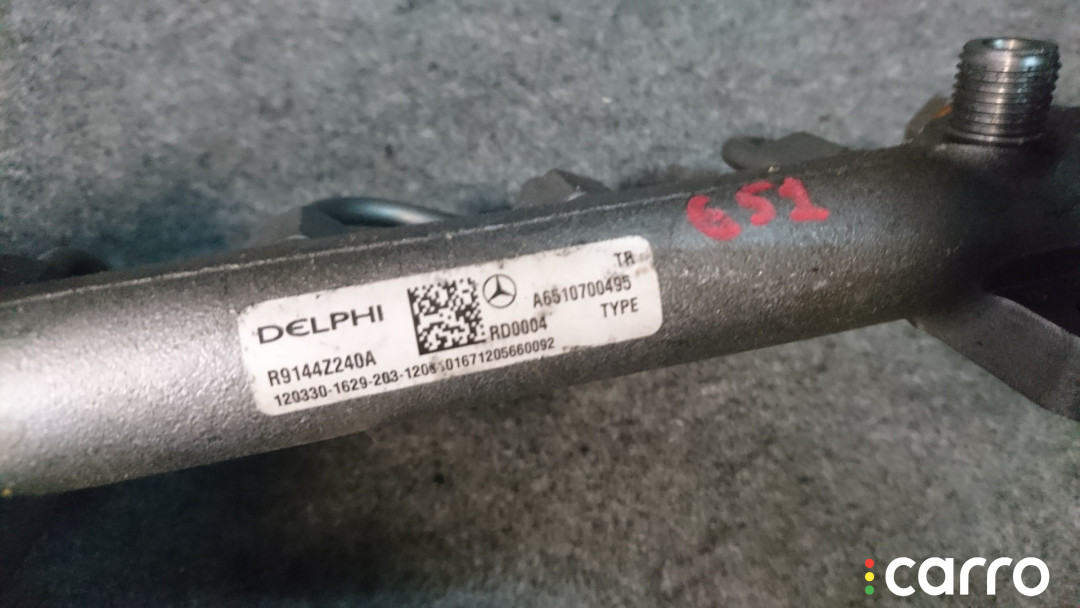 651
DELPHI
A6510700495
TR
R9144Z240A
RD0004
TYPE
carro